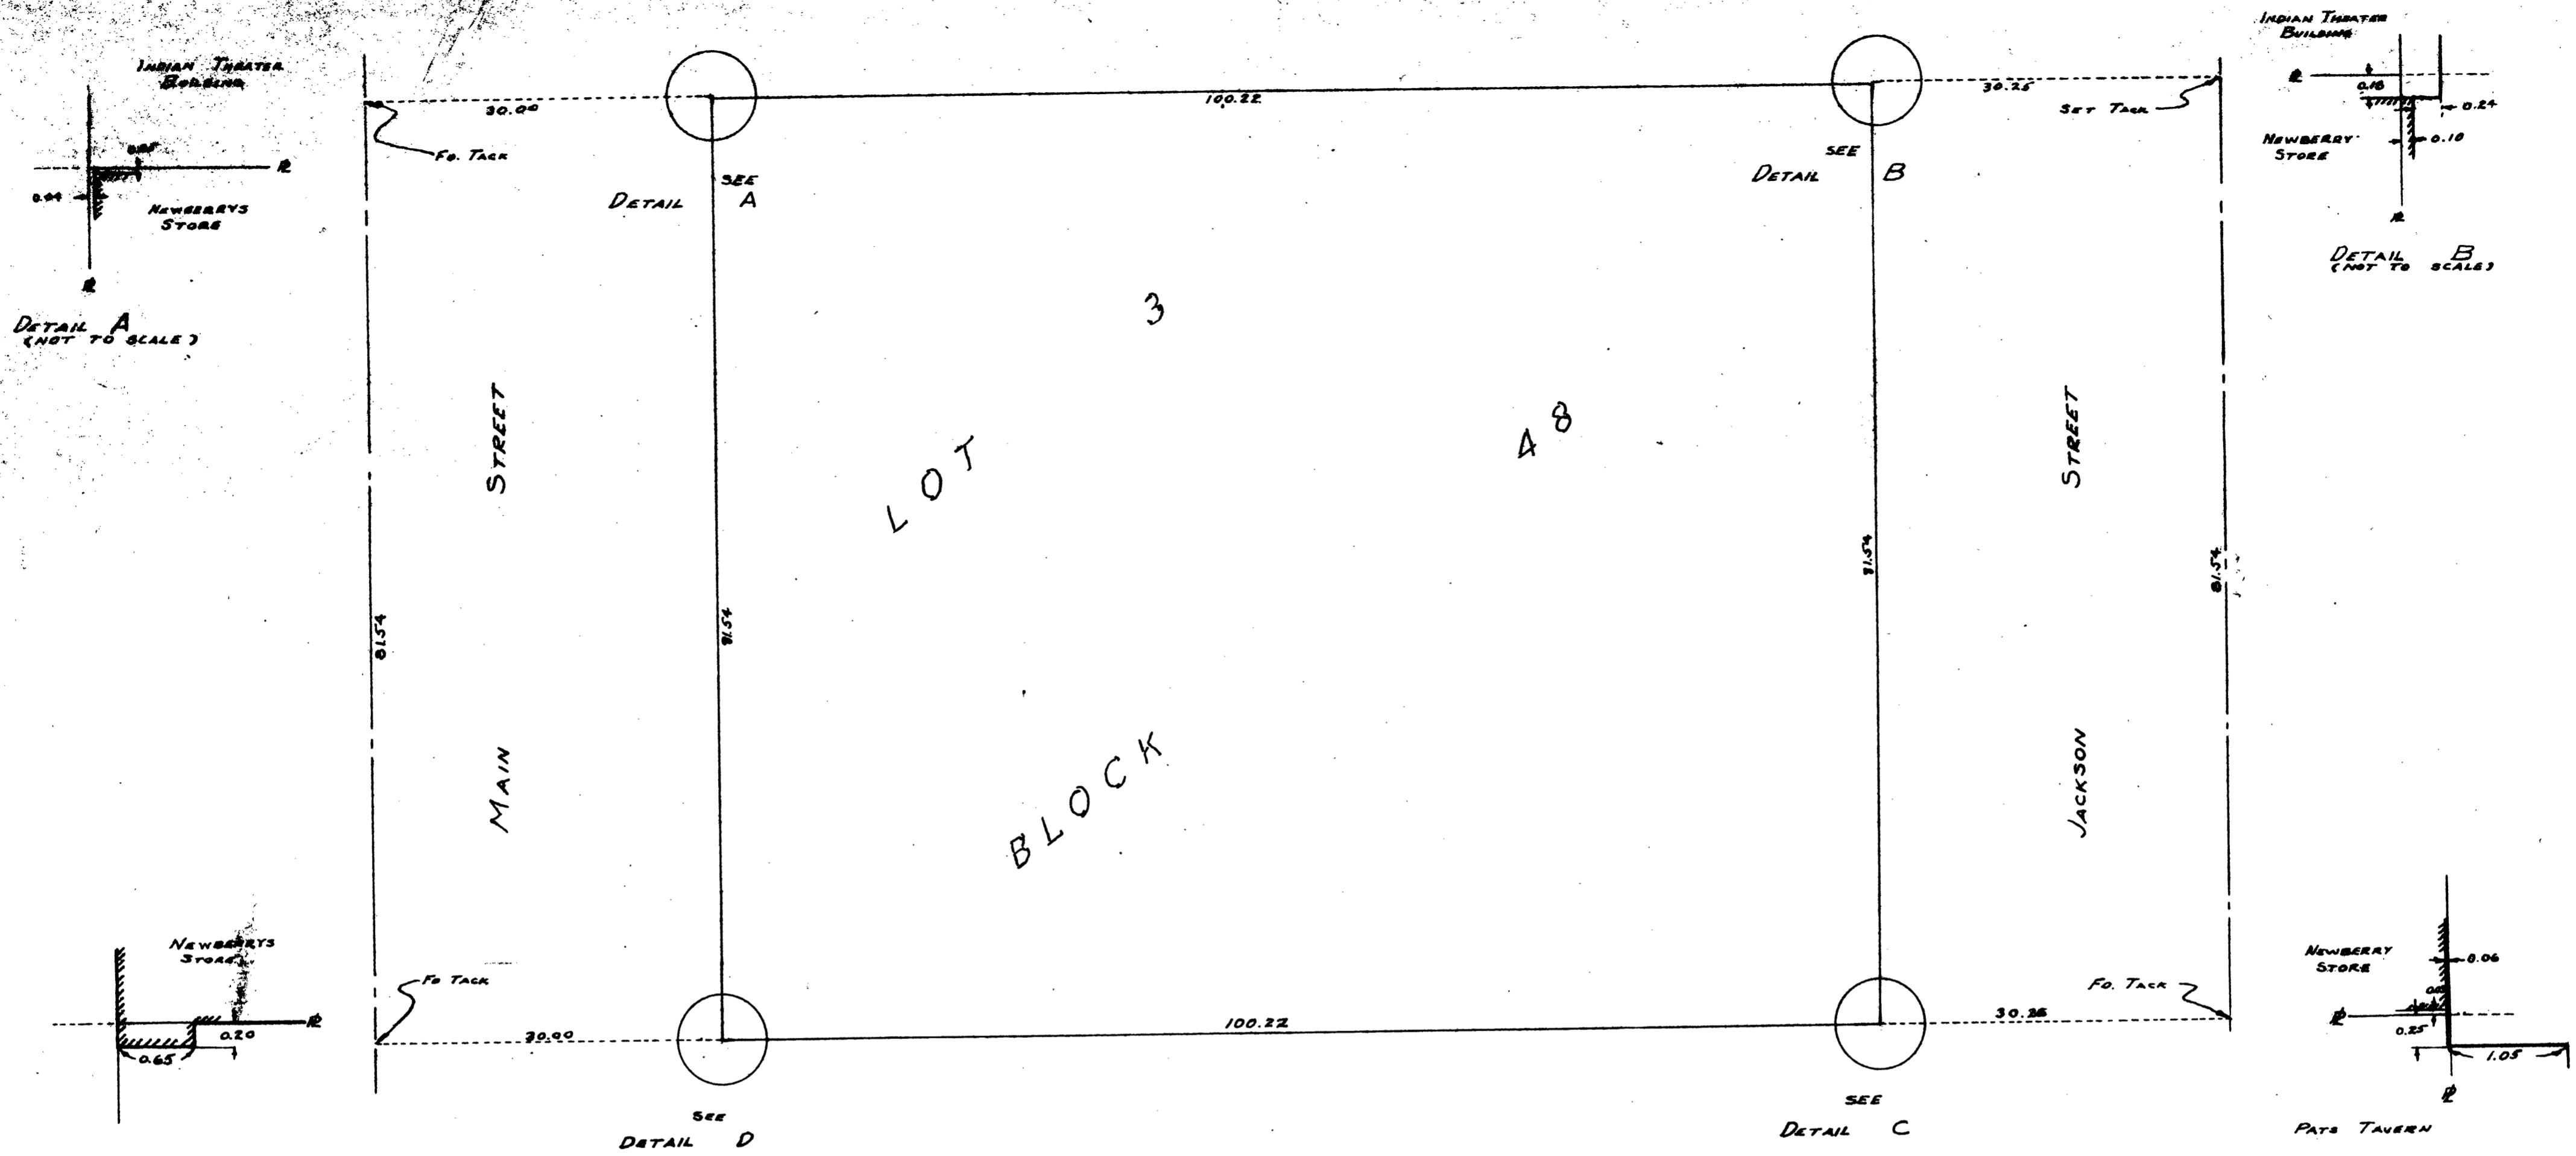 INDIAN THEATER
BUILDING
NEWBERRYS
STORE
0.04
℄
DETAIL A
(NOT TO SCALE)
30.00
FD. TACK
100.22
30.25
SET TACK
SEE
DETAIL A
SEE
DETAIL B
INDIAN THEATER
BUILDING
0.18
0.24
0.10
NEWBERRY
STORE
DETAIL B
(NOT TO SCALE)
MAIN STREET
81.54
81.54
LOT 3
BLOCK 48
81.54
81.54
JACKSON STREET
NEWBERRYS
STORE
0.20
0.65
FD TACK
30.00
100.22
SEE
DETAIL D
SEE
DETAIL C
FD. TACK
NEWBERRY
STORE
0.06
0.25
1.05
PATS TAVERN